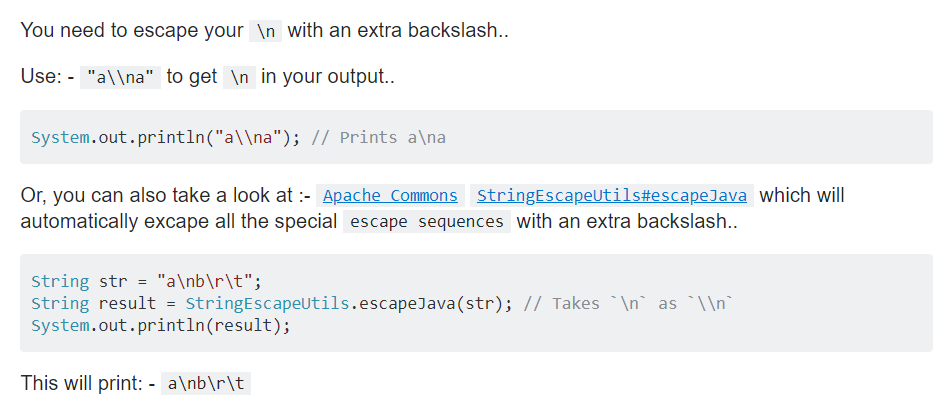 You need to escape your \n with an extra backslash..
Use: - "a\\na" to get \n in your output..
System.out.println("a\\na"); // Prints a\na
Or, you can also take a look at :- Apache Commons StringEscapeUtils#escapeJava which will
automatically excape all the special escape sequences with an extra backslash..
String str = "a\nb\r\t";
String result = StringEscapeUtils.escapeJava(str); // Takes `\n` as `\\n`
System.out.println(result);
This will print: - a\nb\r\t